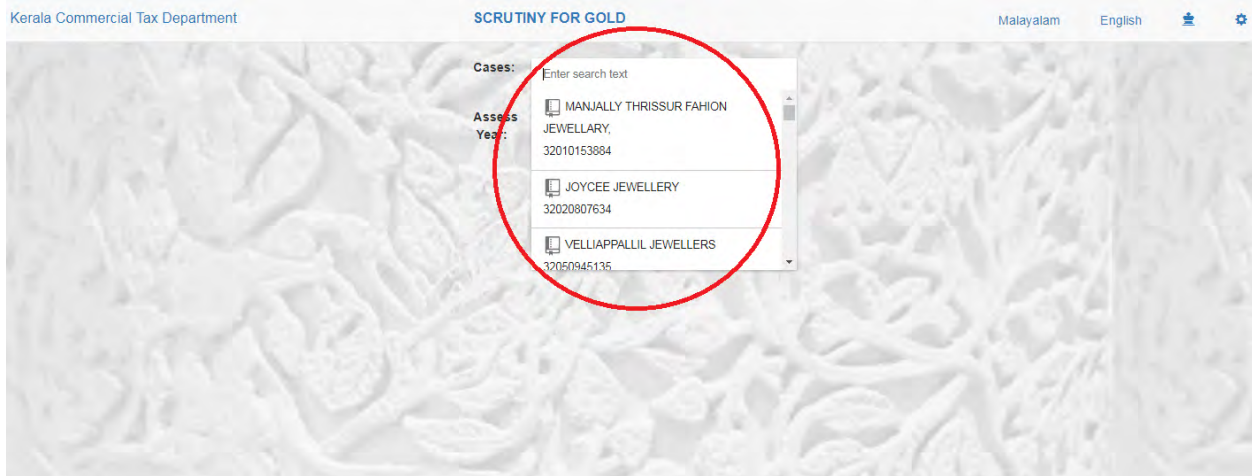 Kerala Commercial Tax Department SCRUTINY FOR GOLD Malayalam English
Cases:
Enter search text
MANJALLY THRISSUR FAHION
JEWELLARY,
32010153884
Assess
Year:
JOYCEE JEWELLERY
32020807634
VELLIAPPALLIL JEWELLERS
32050945135